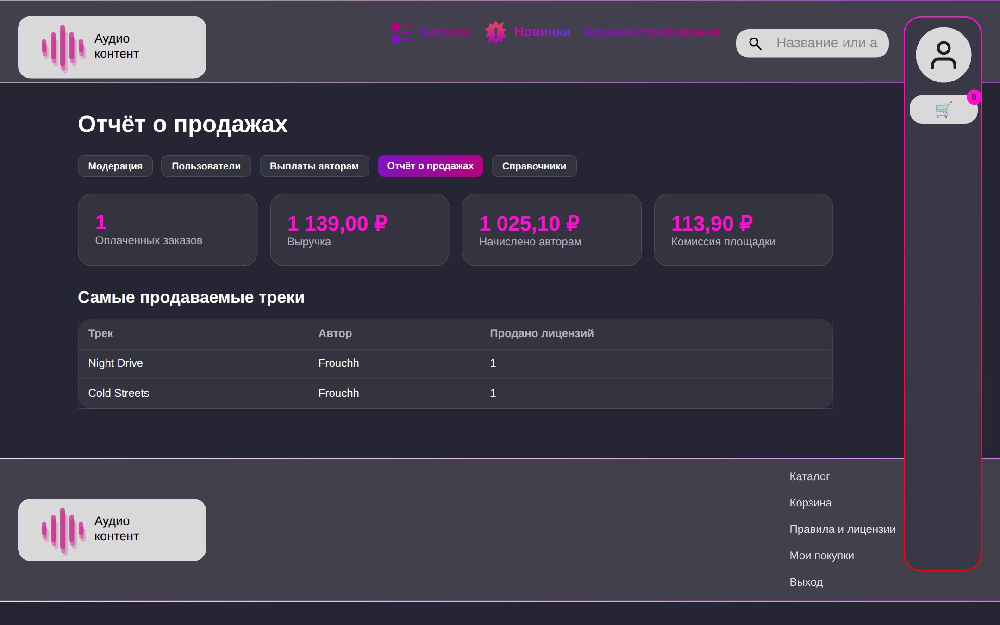 Аудио
контент
Каталог
Новинки
Администрирование
Название или а
0
Отчёт о продажах
Модерация
Пользователи
Выплаты авторам
Отчёт о продажах
Справочники
1
Оплаченных заказов
1 139,00 ₽
Выручка
1 025,10 ₽
Начислено авторам
113,90 ₽
Комиссия площадки
Самые продаваемые треки
Трек Автор Продано лицензий
Night Drive Frouchh 1
Cold Streets Frouchh 1
Аудио
контент
Каталог
Корзина
Правила и лицензии
Мои покупки
Выход